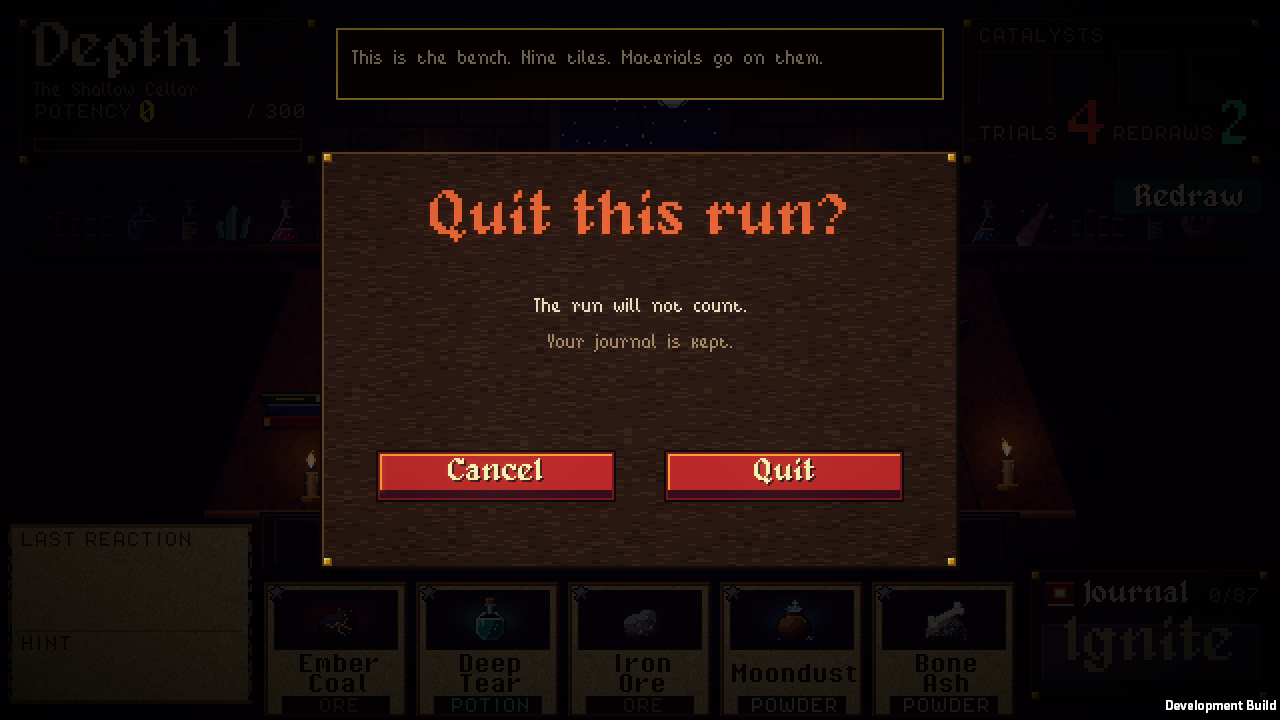 Depth 1
The Shallow Cellar
POTENCY 0 / 300
This is the bench. Nine tiles. Materials go on them.
CATALYSTS
TRIALS 4 REDRAWS 2
Redraw
Quit this run?
The run will not count.
Your journal is kept.
Cancel
Quit
LAST REACTION
HINT
Ember
Coal
ORE
Deep
Tear
POTION
Iron
Ore
ORE
Moondust
POWDER
Bone
Ash
POWDER
Journal 0/87
Ignite
Development Build